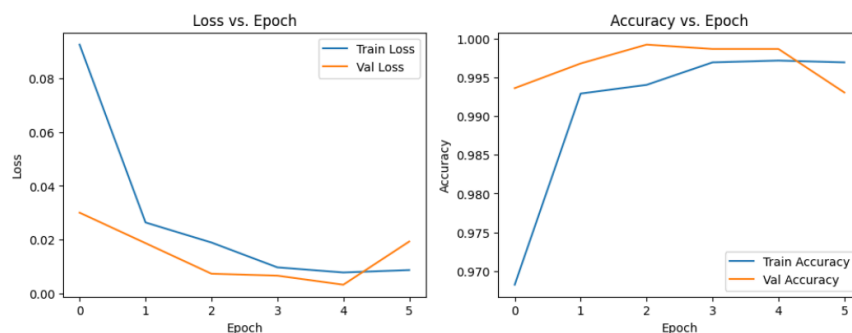 Loss vs. Epoch
Train Loss
Val Loss
0.08
0.06
0.04
0.02
0.00
Loss
0 1 2 3 4 5
Epoch
Accuracy vs. Epoch
1.000
0.995
0.990
0.985
0.980
0.975
0.970
Accuracy
Train Accuracy
Val Accuracy
0 1 2 3 4 5
Epoch